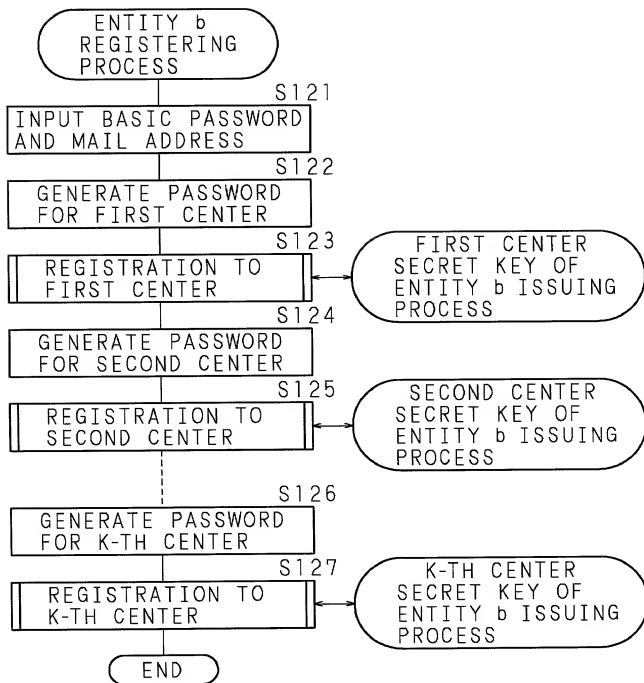 ENTITY b
REGISTERING
PROCESS
S121
INPUT BASIC PASSWORD
AND MAIL ADDRESS
S122
GENERATE PASSWORD
FOR FIRST CENTER
S123
REGISTRATION TO
FIRST CENTER
FIRST CENTER
SECRET KEY OF
ENTITY b ISSUING
PROCESS
S124
GENERATE PASSWORD
FOR SECOND CENTER
S125
REGISTRATION TO
SECOND CENTER
SECOND CENTER
SECRET KEY OF
ENTITY b ISSUING
PROCESS
S126
GENERATE PASSWORD
FOR K-TH CENTER
S127
REGISTRATION TO
K-TH CENTER
K-TH CENTER
SECRET KEY OF
ENTITY b ISSUING
PROCESS
END